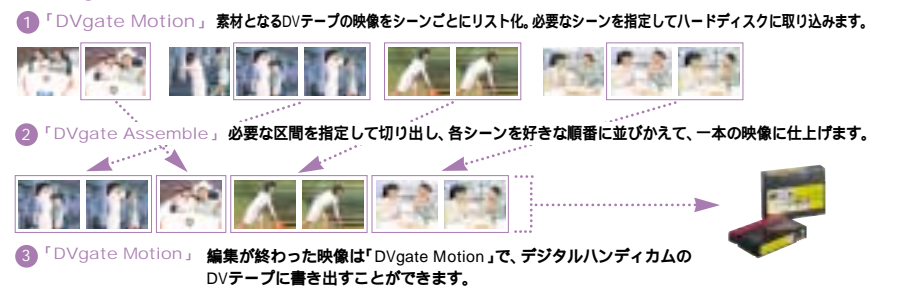 1「DVgate Motion」素材となるDVテープの映像をシーンごとにリスト化。必要なシーンを指定してハードディスクに取り込みます。
2「DVgate Assemble」必要な区間を指定して切り出し、各シーンを好きな順番に並びかえて、一本の映像に仕上げます。
3「DVgate Motion」編集が終わった映像は「DVgate Motion」で、デジタルハンディカムの
DVテープに書き出すことができます。